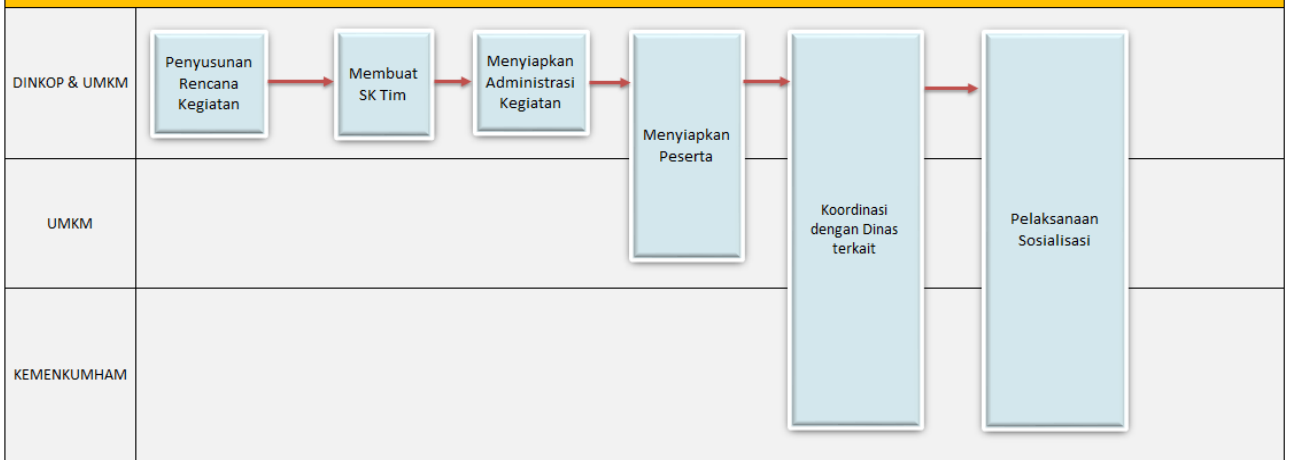 DINKOP & UMKM
Penyusunan
Rencana
Kegiatan
Membuat
SK Tim
Menyiapkan
Administrasi
Kegiatan
Menyiapkan
Peserta
UMKM
Koordinasi
dengan Dinas
terkait
Pelaksanaan
Sosialisasi
KEMENKUMHAM